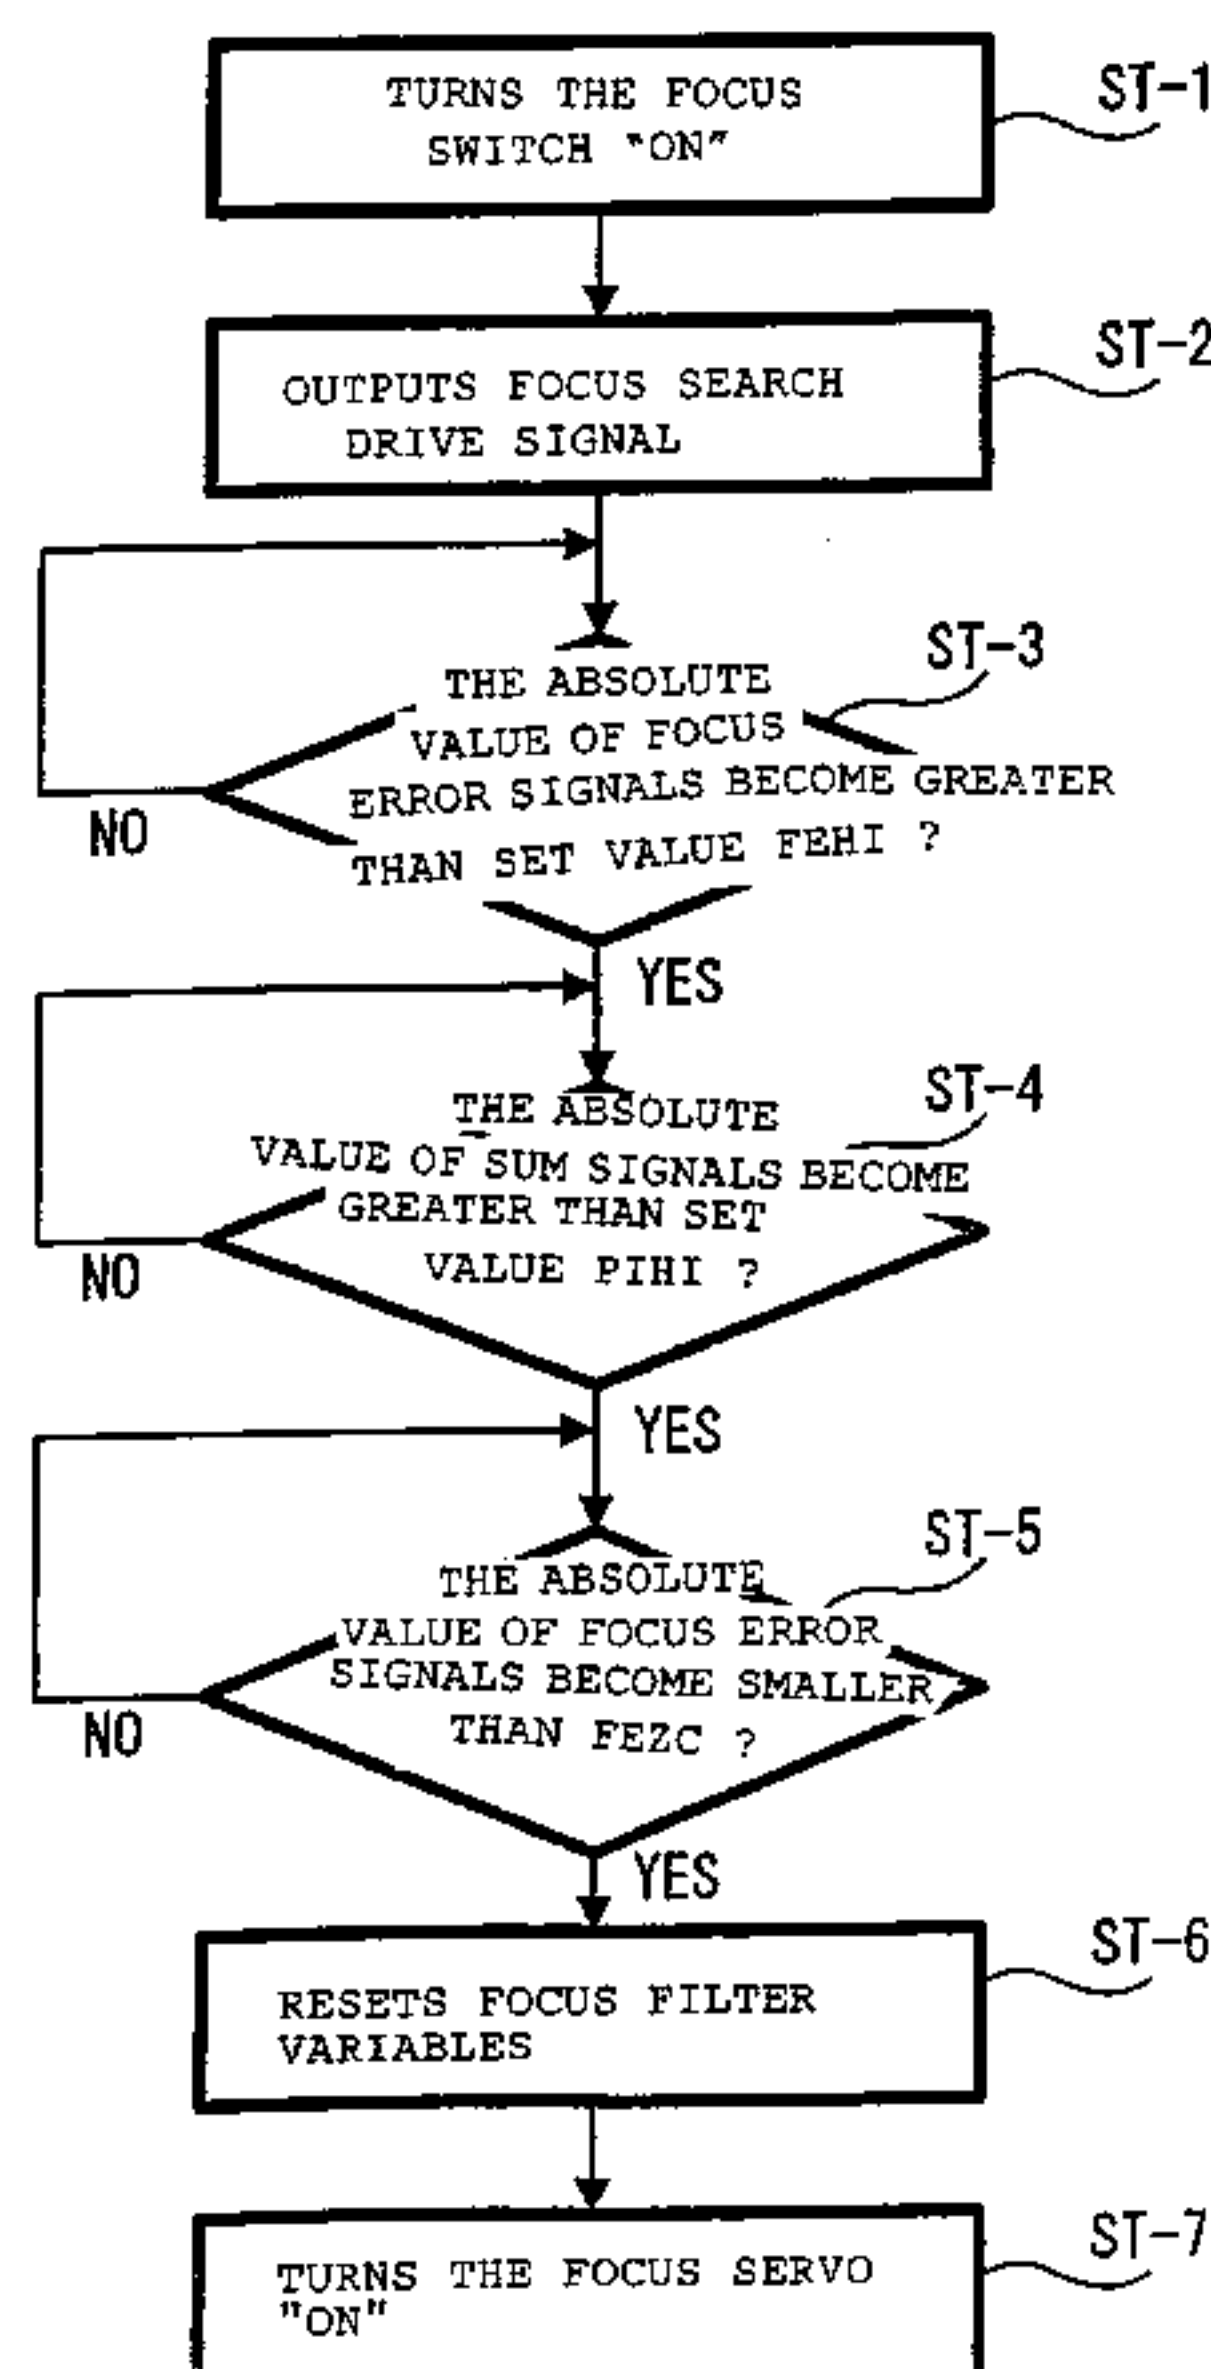 TURNS THE FOCUS
SWITCH "ON"
ST-1
OUTPUTS FOCUS SEARCH
DRIVE SIGNAL
ST-2
THE ABSOLUTE
VALUE OF FOCUS
ERROR SIGNALS BECOME GREATER
THAN SET VALUE FEHI ?
ST-3
NO
YES
THE ABSOLUTE
VALUE OF SUM SIGNALS BECOME
GREATER THAN SET
VALUE PIHI ?
ST-4
NO
YES
THE ABSOLUTE
VALUE OF FOCUS ERROR
SIGNALS BECOME SMALLER
THAN FEZC ?
ST-5
NO
YES
RESETS FOCUS FILTER
VARIABLES
ST-6
TURNS THE FOCUS SERVO
"ON"
ST-7